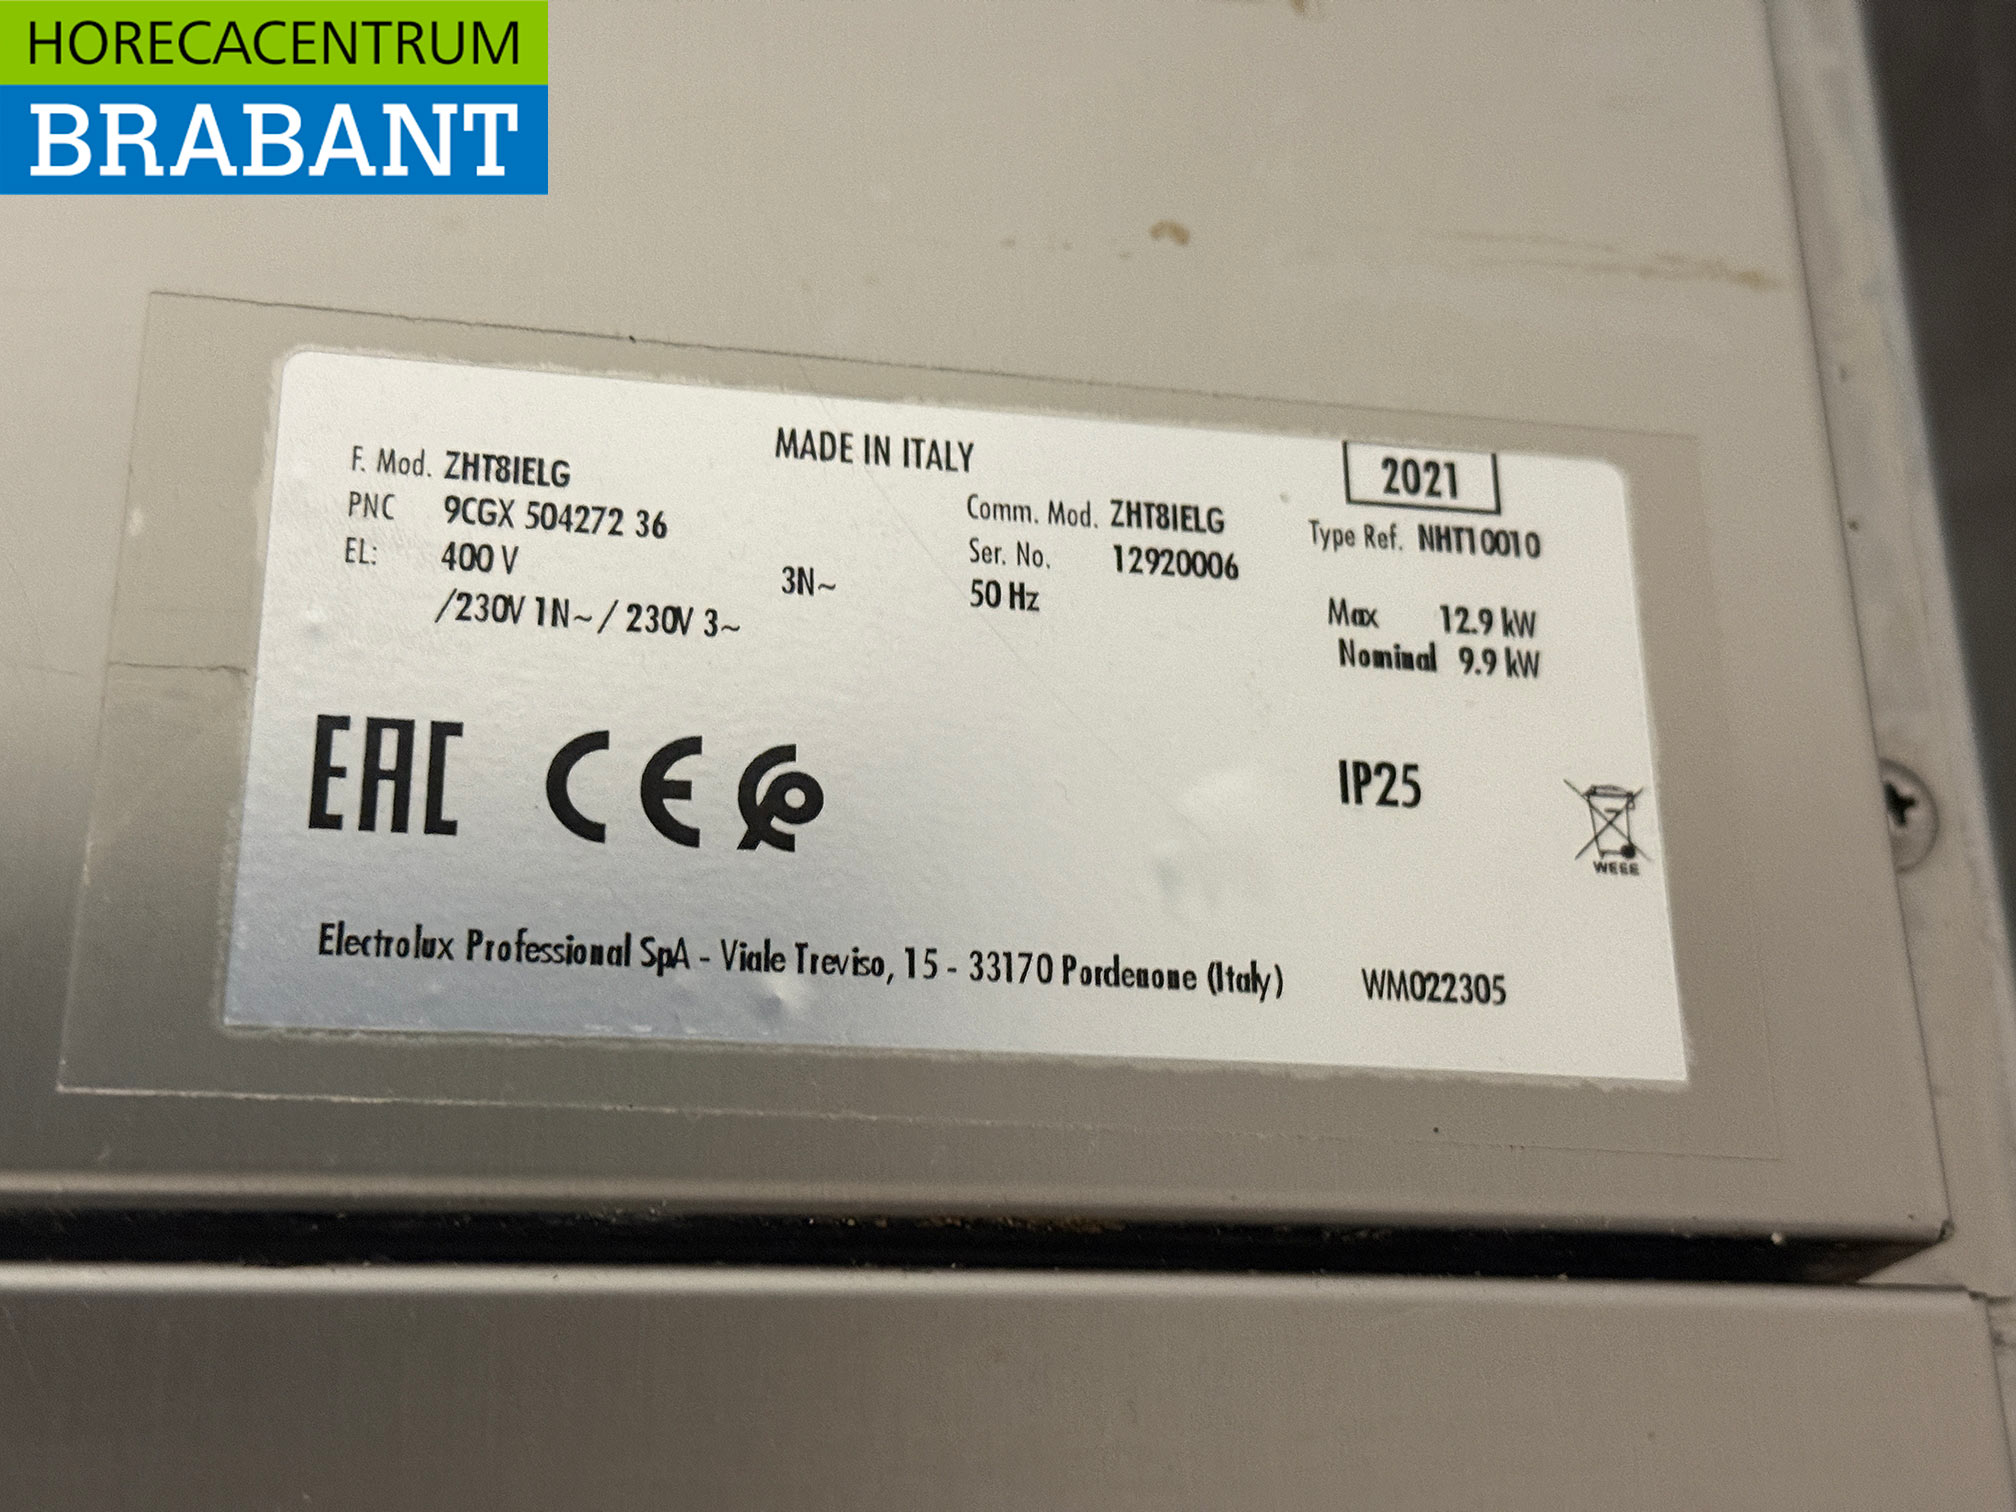 HORECACENTRUM
BRABANT
MADE IN ITALY
2021
F. Mod. ZHT8IELG
Comm. Mod. ZHT8IELG
Type Ref. NHT10010
PNC 9CGX 504272 36
Ser. No. 12920006
EL: 400 V 3N~ 50 Hz
/230V 1N~ / 230V 3~
Max 12.9 kW
Nominal 9.9 kW
EAC CE
IP25
WEEE
Electrolux Professional SpA - Viale Treviso, 15 - 33170 Pordenone (Italy) WM022305